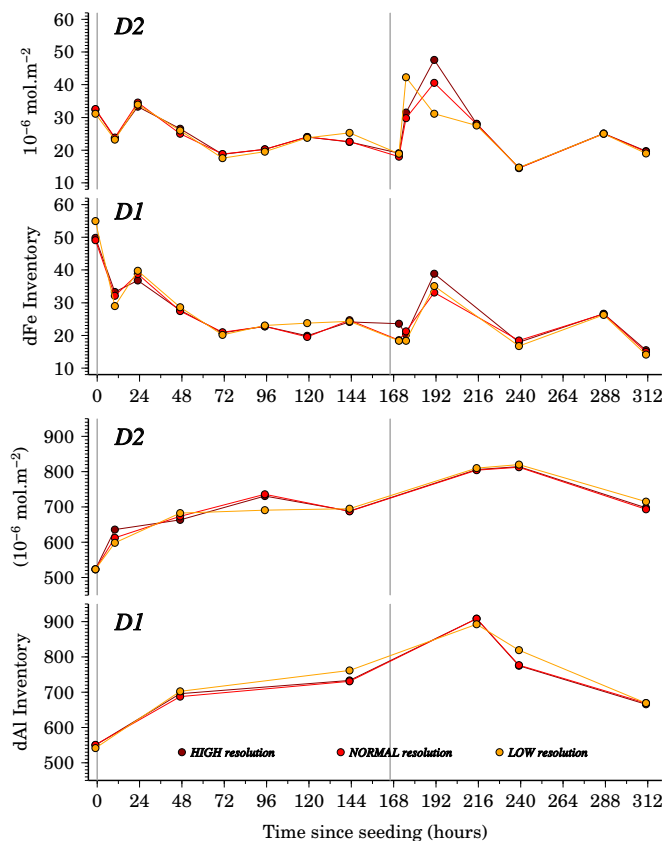 60
50
40
30
20
10
D2
10⁻⁶ mol.m⁻²
60
50
40
30
20
10
D1
dFe Inventory
0 24 48 72 96 120 144 168 192 216 240 264 288 312
900
800
700
600
500
D2
(10⁻⁶ mol.m⁻²)
900
800
700
600
500
D1
dAl Inventory
HIGH resolution NORMAL resolution LOW resolution
0 24 48 72 96 120 144 168 192 216 240 264 288 312
Time since seeding (hours)